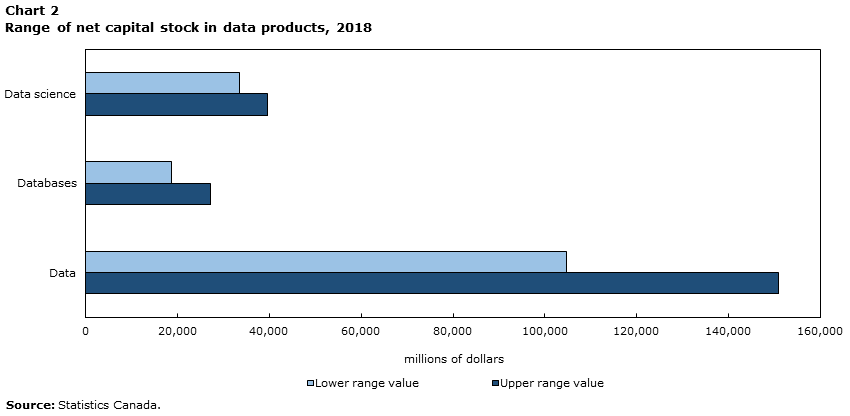 Chart 2
Range of net capital stock in data products, 2018
Data science
Databases
Data
0 20,000 40,000 60,000 80,000 100,000 120,000 140,000 160,000
millions of dollars
Lower range value Upper range value
Source: Statistics Canada.